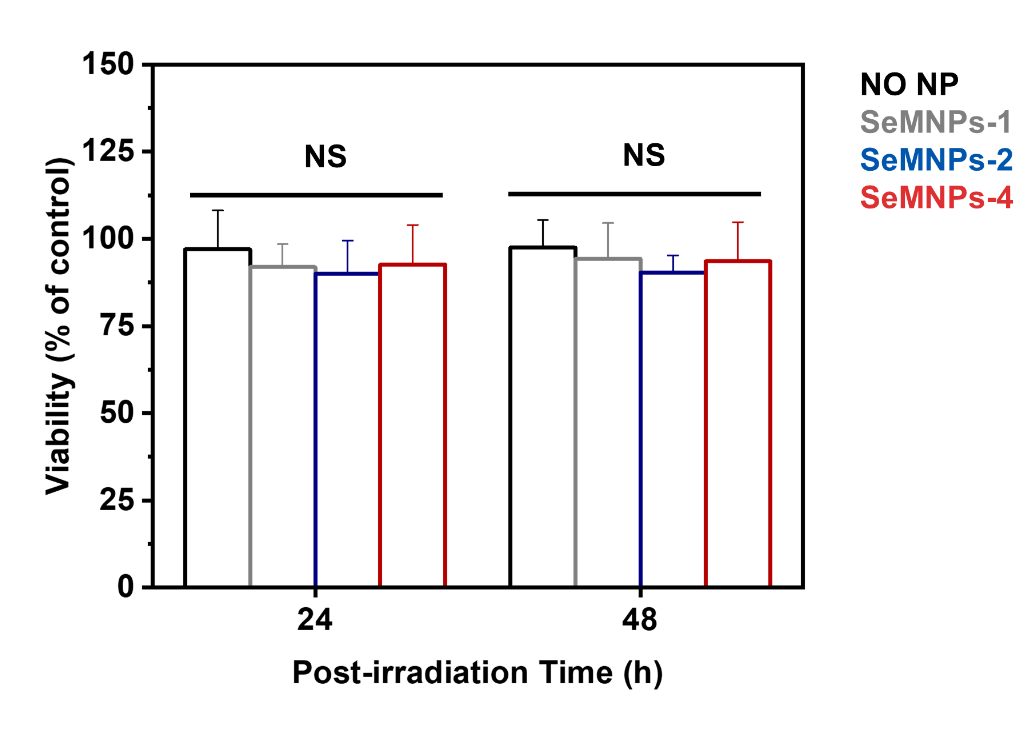 150
125
100
75
50
25
0
Viability (% of control)
NS
NS
24
48
Post-irradiation Time (h)
NO NP
SeMNPs-1
SeMNPs-2
SeMNPs-4